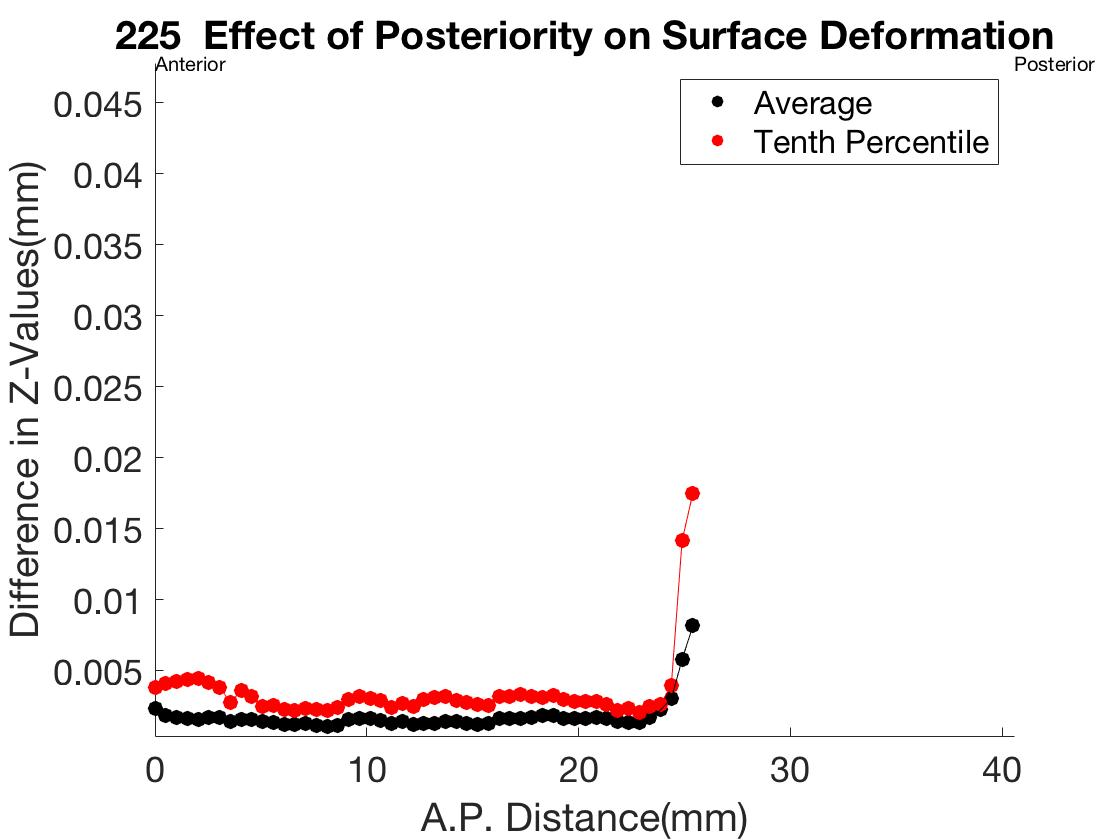 225  Effect of Posteriority on Surface Deformation
Anterior
Posterior
Average
Tenth Percentile
0.045
0.04
0.035
0.03
0.025
0.02
0.015
0.01
0.005
Difference in Z-Values(mm)
0
10
20
30
40
A.P. Distance(mm)